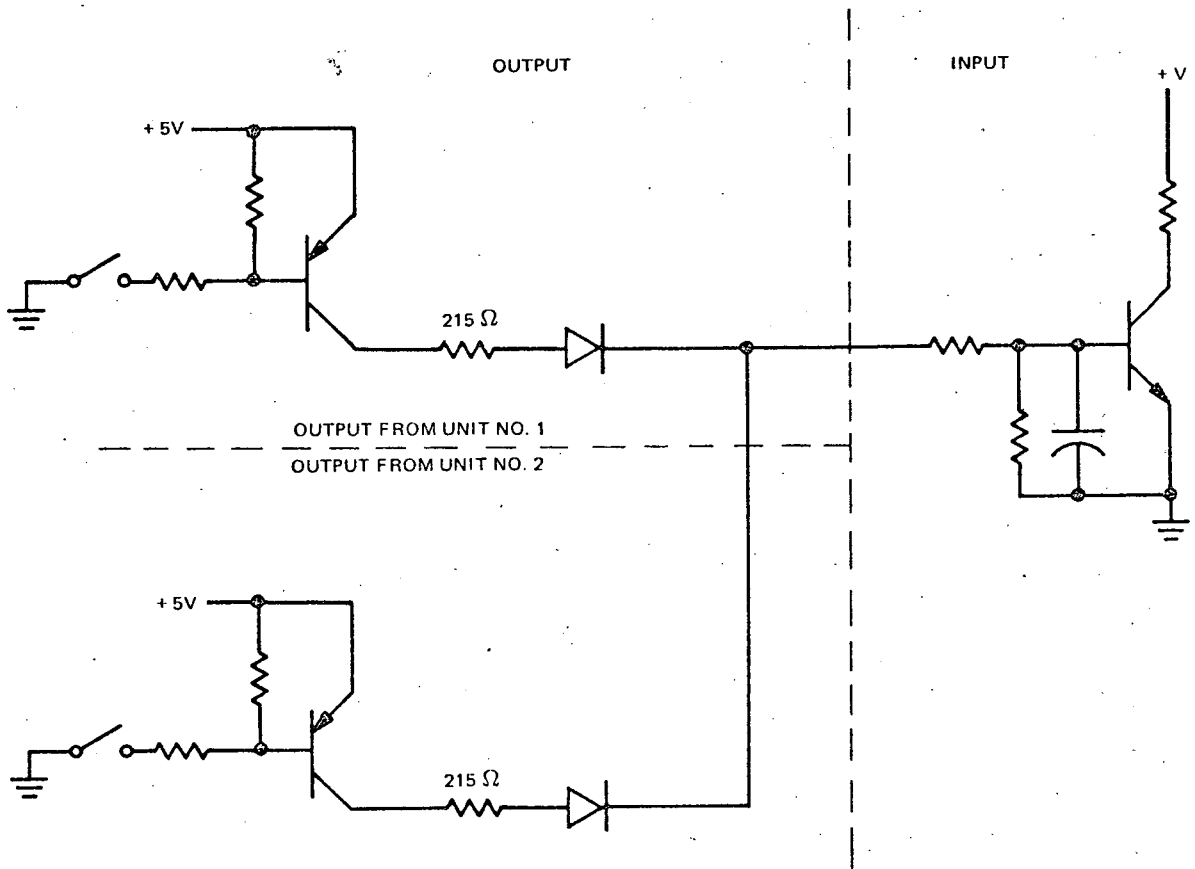 OUTPUT
INPUT
+ V
+ 5V
215 Ω
OUTPUT FROM UNIT NO. 1
OUTPUT FROM UNIT NO. 2
+ 5V
215 Ω